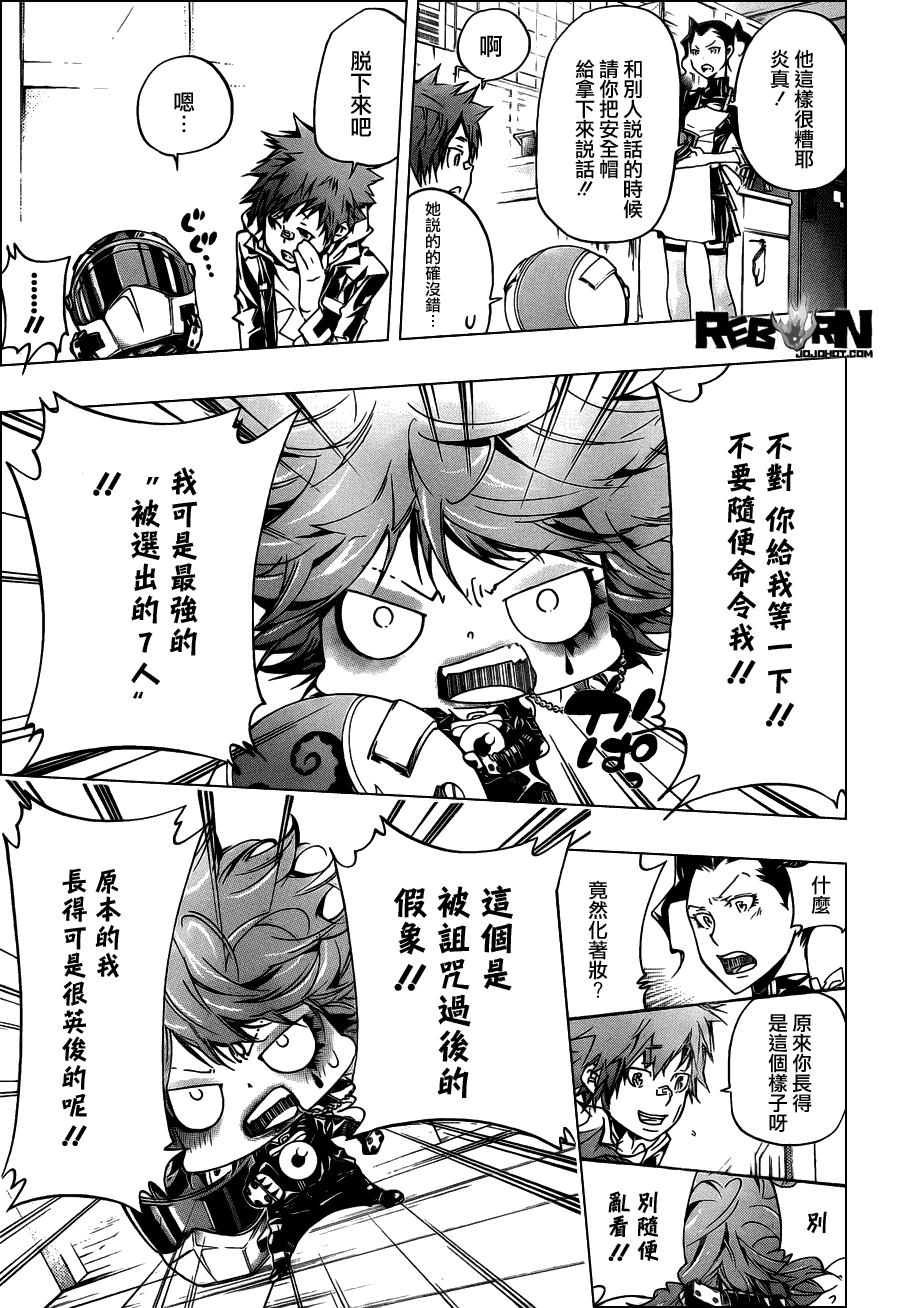 他這樣很糟耶
炎真！
和別人說話的時候
請你把安全帽
給拿下來說話!!
啊
她說的的確沒錯…
脱下來吧
嗯…
……!!
REBORN
JOJOHOT.COM
不對 你給我等一下!!
不要隨便命令我!!
がぱっ
我可是最強的
"被選出的7人"
!!
什麼
竟然化著妝？
原來你長得
是這個樣子呀
別
別隨便
亂看!!
這個是
被詛咒過後的
假象!!
原本的我
長得可是很英俊的呢!!